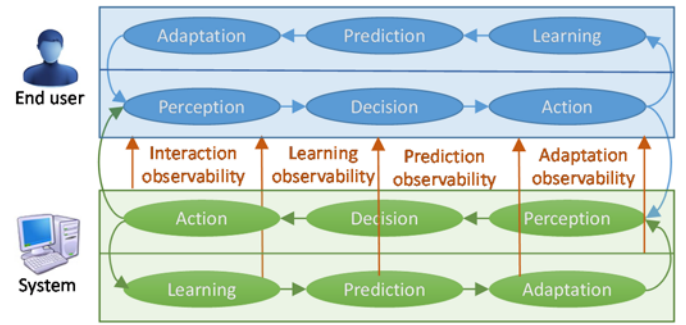 Adaptation Prediction Learning
End user
Perception Decision Action
Interaction observability
Learning observability
Prediction observability
Adaptation observability
Action Decision Perception
System
Learning Prediction Adaptation